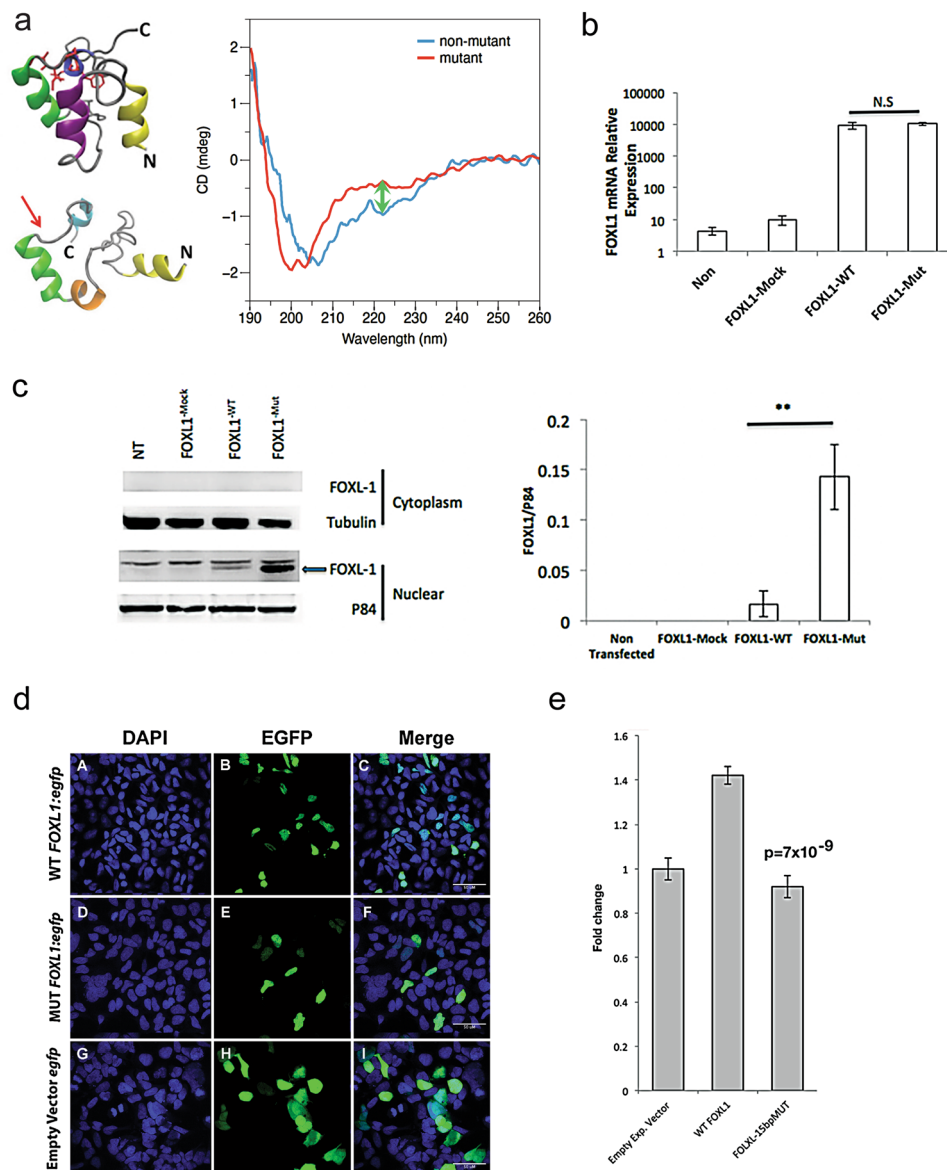 a
C
N
C
N
2
1
0
−1
−2
CD (mdeg)
non-mutant
mutant
190 200 210 220 230 240 250 260
Wavelength (nm)
b
FOXL1 mRNA Relative Expression
100000
10000
1000
100
10
1
N.S
Non
FOXL1-Mock
FOXL1-WT
FOXL1-Mut
c
NT
FOXL1-Mock
FOXL1-WT
FOXL1-Mut
FOXL-1
Tubulin
Cytoplasm
FOXL-1
P84
Nuclear
FOXL1/P84
0.2
0.15
0.1
0.05
0
**
Non Transfected
FOXL1-Mock
FOXL1-WT
FOXL1-Mut
d
DAPI EGFP Merge
WT FOXL1:egfp
A B C
MUT FOXL1:egfp
D E F
50 uM
Empty Vector egfp
G H I
e
Fold change
1.6
1.4
1.2
1
0.8
0.6
0.4
0.2
0
p=7x10-9
Empty Exp. Vector
WT FOXL1
FOLXL-15bpMUT